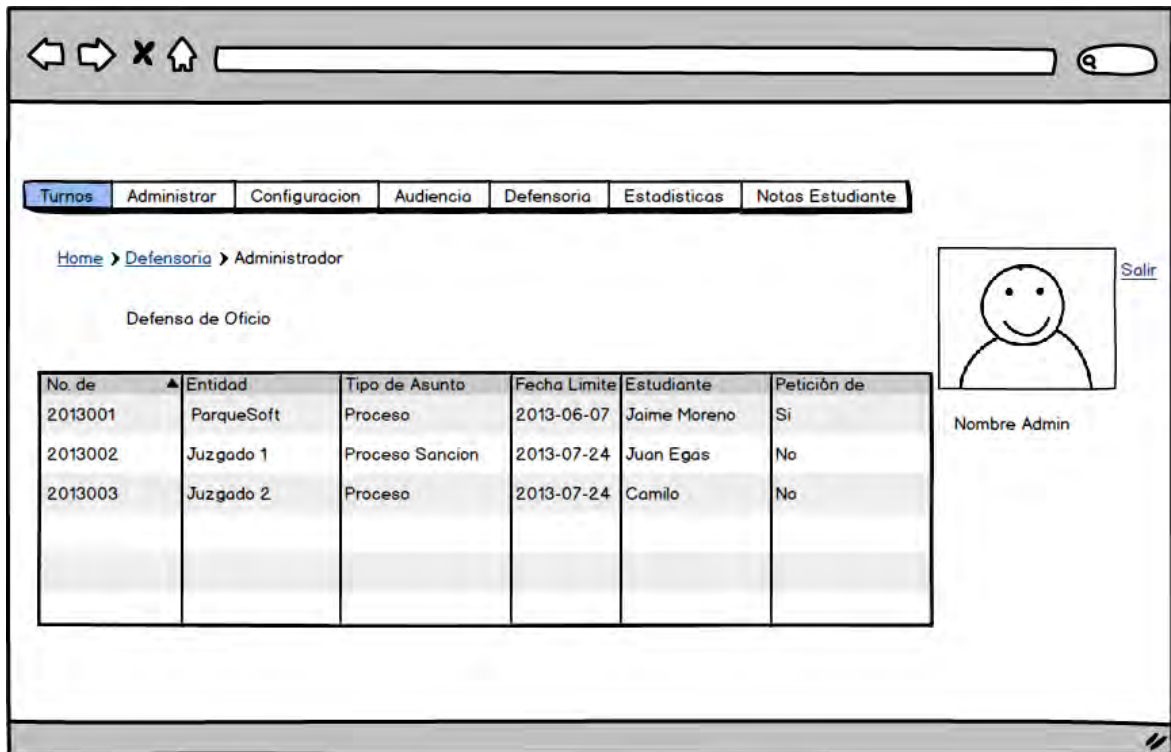 Turnos Administrar Configuracion Audiencia Defensoria Estadisticas Notas Estudiante
Home > Defensoria > Administrador
Salir
Defensa de Oficio
No. de Entidad Tipo de Asunto Fecha Limite Estudiante Petición de
2013001 ParqueSoft Proceso 2013-06-07 Jaime Moreno Si
2013002 Juzgado 1 Proceso Sancion 2013-07-24 Juan Egas No
2013003 Juzgado 2 Proceso 2013-07-24 Camilo No
Nombre Admin